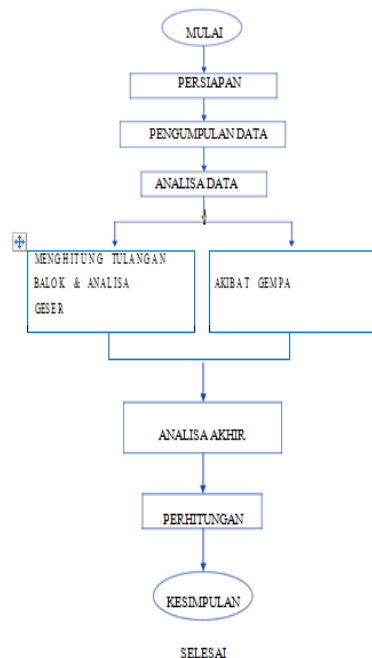 MULAI
PERSIAPAN
PENGUMPULAN DATA
ANALISA DATA
MENGHITUNG TULANGAN
BALOK & ANALISA
GESER
AKIBAT GEMPA
ANALISA AKHIR
PERHITUNGAN
KESIMPULAN
SELESAI